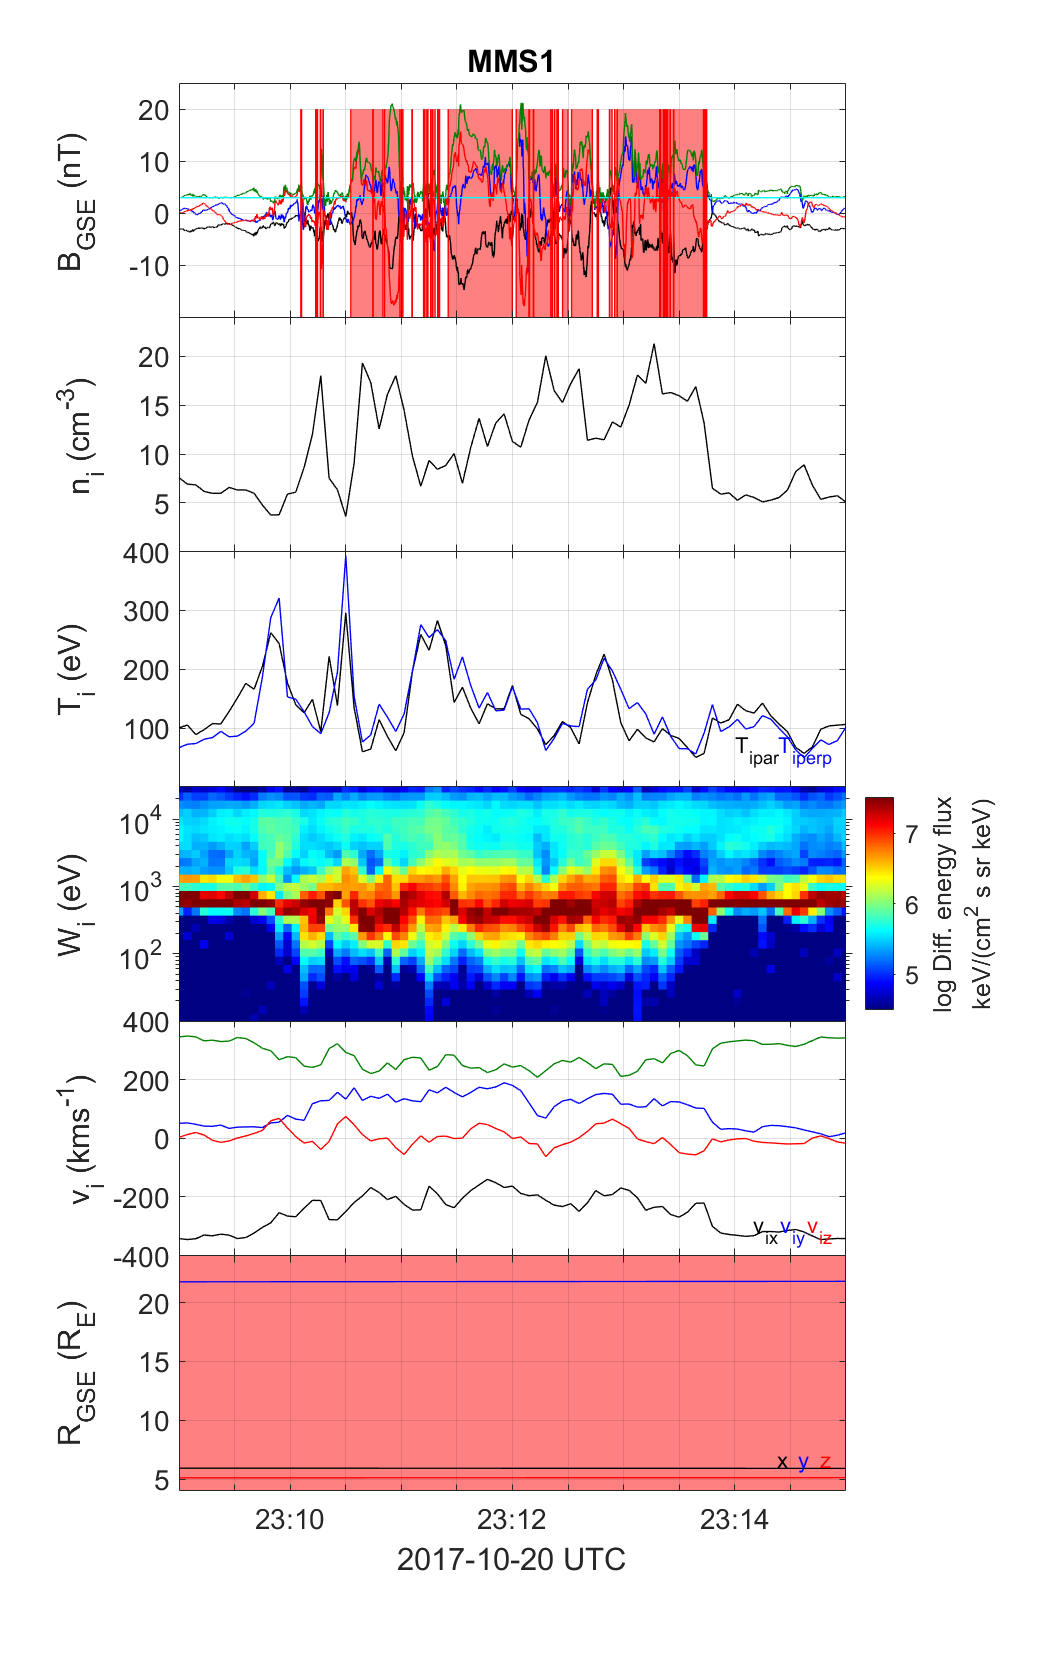 MMS1
B_GSE (nT)
20
10
0
-10
n_i (cm^-3)
20
15
10
5
T_i (eV)
400
300
200
100
T_ipar T_iperp
W_i (eV)
10^4
10^3
10^2
7
6
5
log Diff. energy flux
keV/(cm^2 s sr keV)
v_i (kms^-1)
400
200
0
-200
-400
v_ix v_iy v_iz
R_GSE (R_E)
20
15
10
5
x y z
23:10 23:12 23:14
2017-10-20 UTC